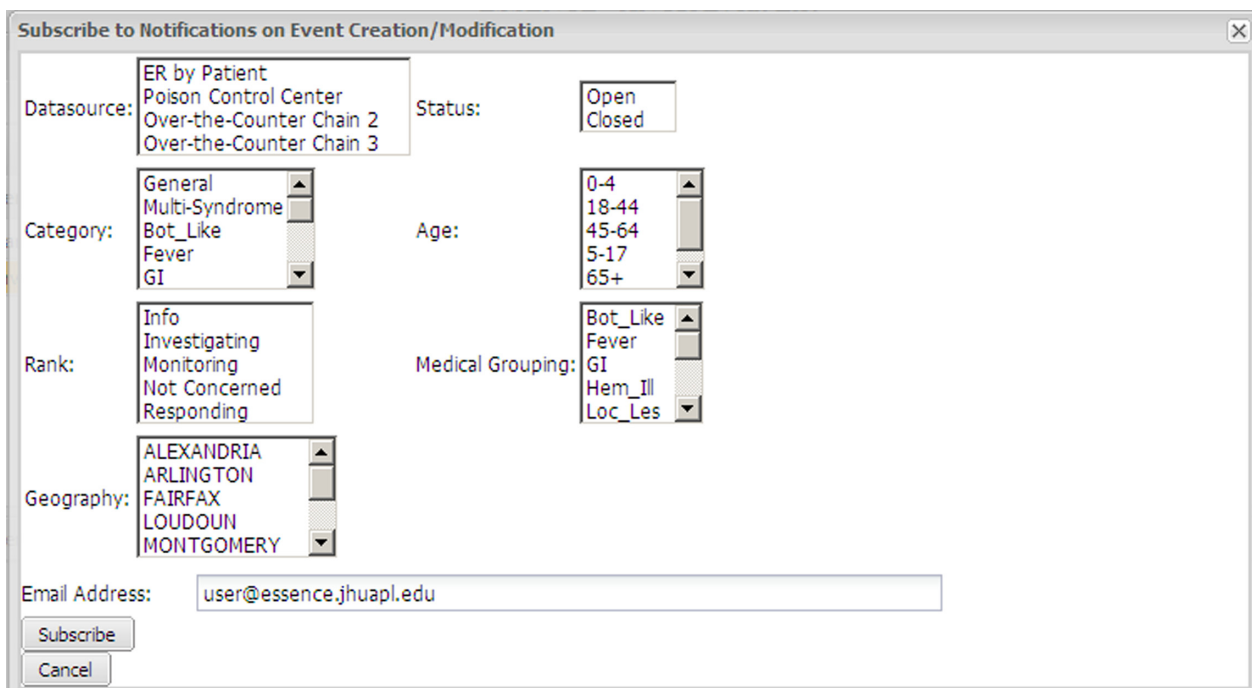 Subscribe to Notifications on Event Creation/Modification
Datasource:
ER by Patient
Poison Control Center
Over-the-Counter Chain 2
Over-the-Counter Chain 3
Status:
Open
Closed
Category:
General
Multi-Syndrome
Bot_Like
Fever
GI
Age:
0-4
18-44
45-64
5-17
65+
Rank:
Info
Investigating
Monitoring
Not Concerned
Responding
Medical Grouping:
Bot_Like
Fever
GI
Hem_Ill
Loc_Les
Geography:
ALEXANDRIA
ARLINGTON
FAIRFAX
LOUDOUN
MONTGOMERY
Email Address: user@essence.jhuapl.edu
Subscribe
Cancel